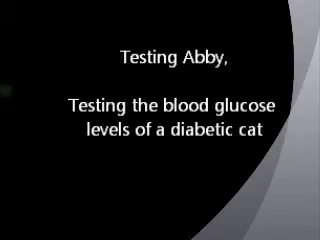 Testing Abby,
Testing the blood glucose
levels of a diabetic cat